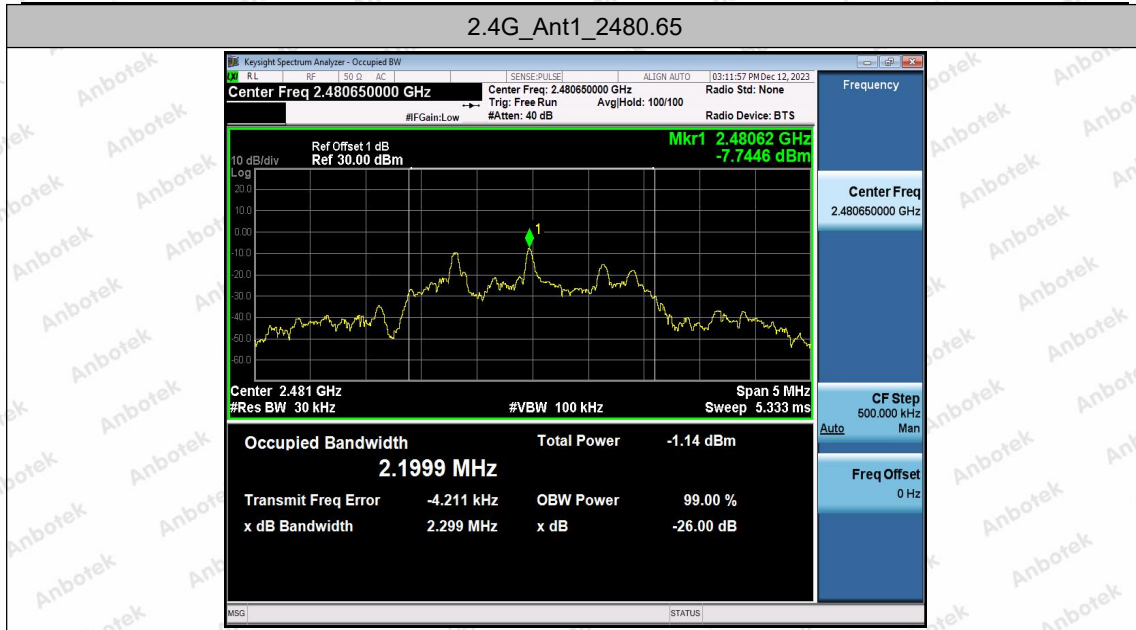 2.4G_Ant1_2480.65
Keysight Spectrum Analyzer - Occupied BW
RL RF 50 Ω AC SENSE:PULSE ALIGN AUTO 03:11:57 PM Dec 12, 2023
Center Freq 2.480650000 GHz
Center Freq: 2.480650000 GHz
Radio Std: None
Trig: Free Run Avg|Hold: 100/100
#IFGain:Low
#Atten: 40 dB
Radio Device: BTS
Frequency
Ref Offset 1 dB
10 dB/div Ref 30.00 dBm
Mkr1 2.48062 GHz
-7.7446 dBm
Log
20.0
10.0
0.00
-10.0
-20.0
-30.0
-40.0
-50.0
-60.0
1
Center 2.481 GHz
Span 5 MHz
#Res BW 30 kHz
#VBW 100 kHz
Sweep 5.333 ms
Occupied Bandwidth
Total Power -1.14 dBm
2.1999 MHz
Transmit Freq Error -4.211 kHz OBW Power 99.00 %
x dB Bandwidth 2.299 MHz x dB -26.00 dB
Center Freq
2.480650000 GHz
CF Step
500.000 kHz
Auto Man
Freq Offset
0 Hz
MSG
STATUS
Anbotek